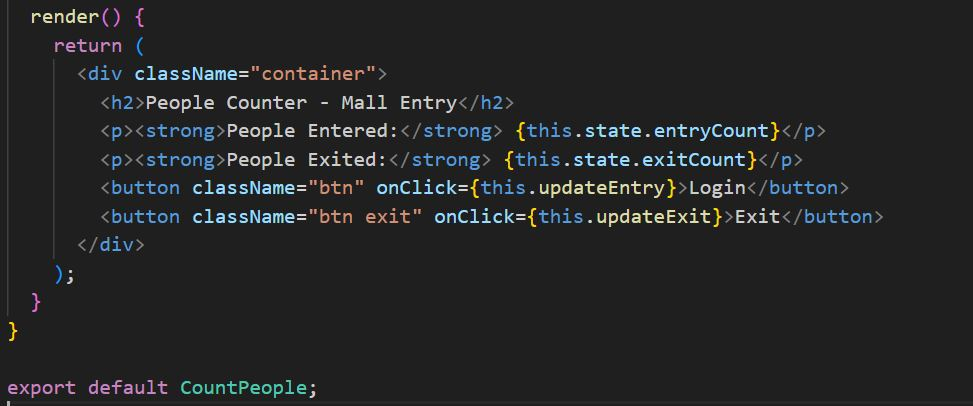 render() {
return (
<div className="container">
<h2>People Counter - Mall Entry</h2>
<p><strong>People Entered:</strong> {this.state.entryCount}</p>
<p><strong>People Exited:</strong> {this.state.exitCount}</p>
<button className="btn" onClick={this.updateEntry}>Login</button>
<button className="btn exit" onClick={this.updateExit}>Exit</button>
</div>
);
}
}
export default CountPeople;